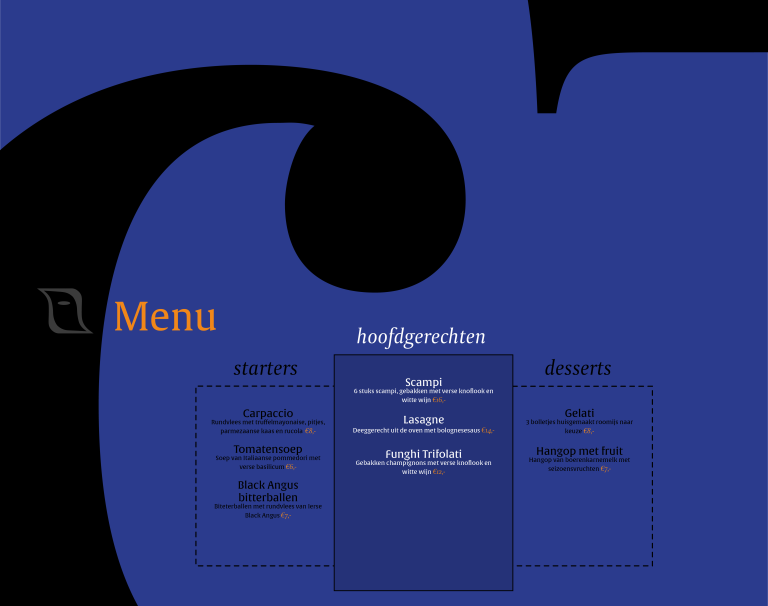 Menu
starters
Carpaccio
Rundvlees met truffelmayonaise, pitjes,
parmezaanse kaas en rucola €8,-
Tomatensoep
Soep van Italiaanse pommodori met
verse basilicum €6,-
Black Angus
bitterballen
Biteterballen met rundvlees van Ierse
Black Angus €7,-
hoofdgerechten
Scampi
6 stuks scampi, gebakken met verse knoflook en
witte wijn €16,-
Lasagne
Deeggerecht uit de oven met bolognesesaus €14,-
Funghi Trifolati
Gebakken champignons met verse knoflook en
witte wijn €12,-
desserts
Gelati
3 bolletjes huisgemaakt roomijs naar
keuze €8,-
Hangop met fruit
Hangop van boerenkarnemelk met
seizoensvruchten €7,-